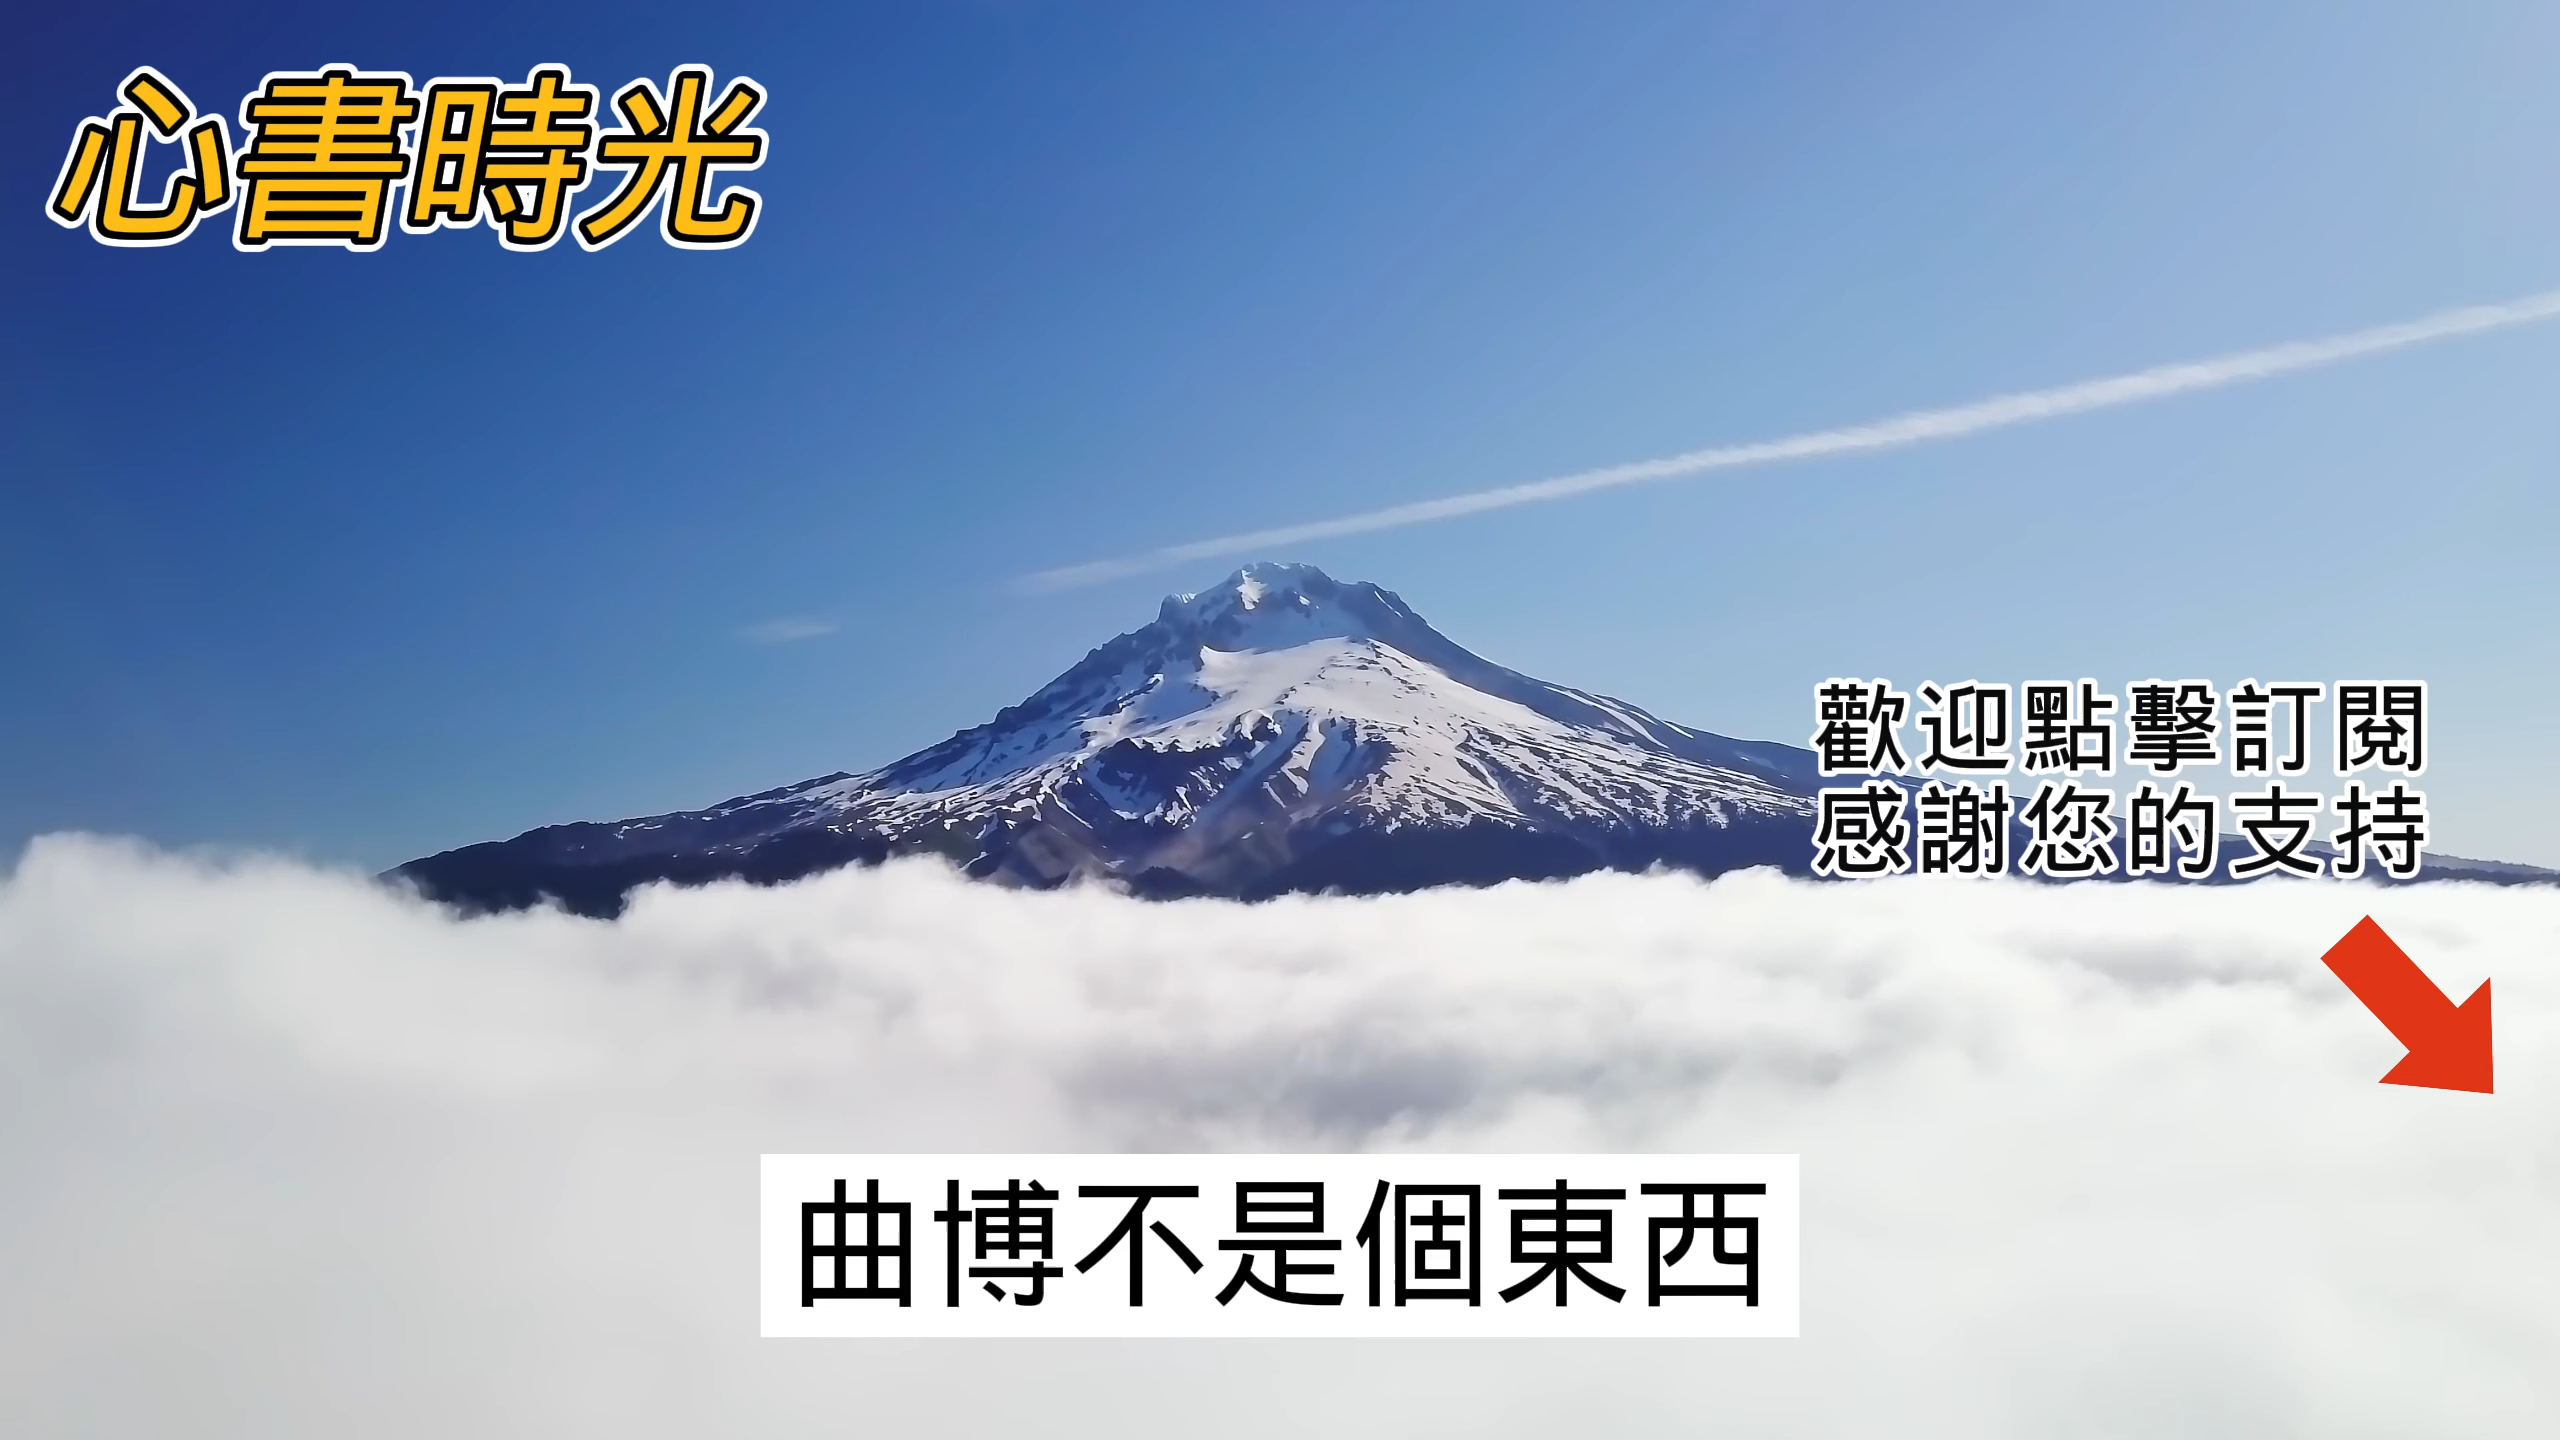 心書時光
歡迎點擊訂閱
感謝您的支持
曲博不是個東西